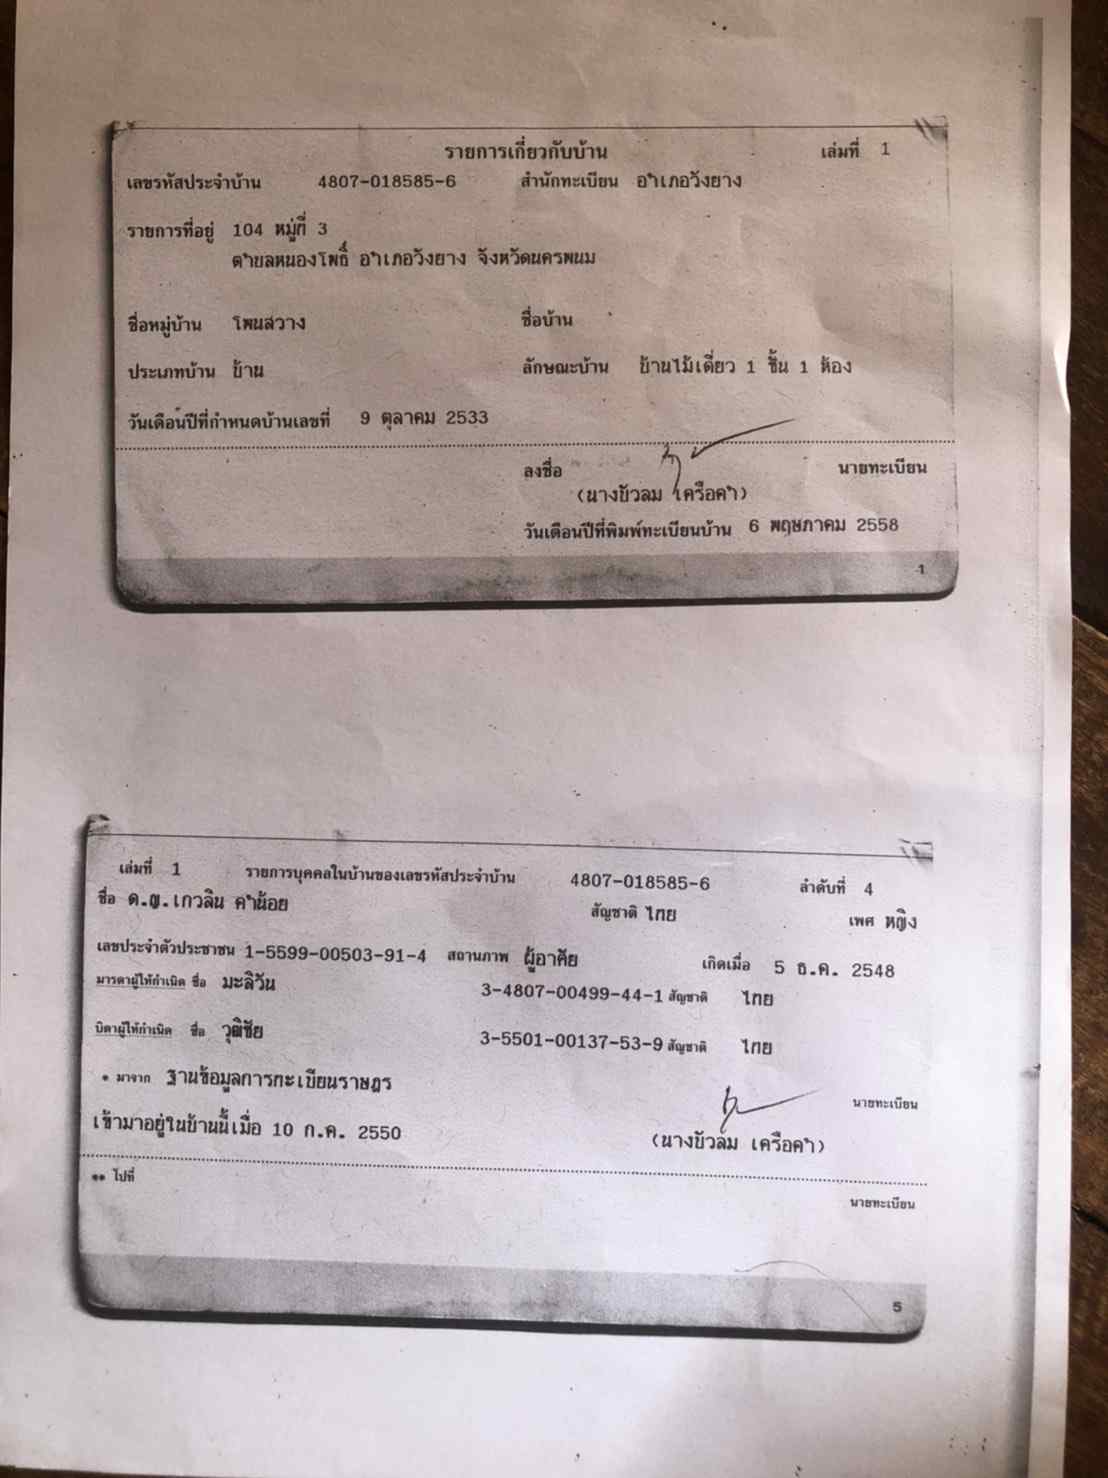 รายการเกี่ยวกับบ้าน เล่มที่ 1
เลขรหัสประจำบ้าน 4807-018585-6 สำนักทะเบียน อำเภอวังยาง
รายการที่อยู่ 104 หมู่ที่ 3
ตำบลหนองโพธิ์ อำเภอวังยาง จังหวัดนครพนม
ชื่อหมู่บ้าน โพนสวาง ชื่อบ้าน
ประเภทบ้าน บ้าน ลักษณะบ้าน บ้านไม้เดี่ยว 1 ชั้น 1 ห้อง
วันเดือนปีที่กำหนดบ้านเลขที่ 9 ตุลาคม 2533
ลงชื่อ นายทะเบียน
(นางบัวลม เครือคำ)
วันเดือนปีที่พิมพ์ทะเบียนบ้าน 6 พฤษภาคม 2558
1
เล่มที่ 1 รายการบุคคลในบ้านของเลขรหัสประจำบ้าน 4807-018585-6 ลำดับที่ 4
ชื่อ ด.ญ.เกวลิน คำน้อย สัญชาติ ไทย เพศ หญิง
เลขประจำตัวประชาชน 1-5599-00503-91-4 สถานภาพ ผู้อาศัย เกิดเมื่อ 5 ธ.ค. 2548
มารดาผู้ให้กำเนิด ชื่อ มะลิวัน 3-4807-00499-44-1 สัญชาติ ไทย
บิดาผู้ให้กำเนิด ชื่อ วุฒิชัย 3-5501-00137-53-9 สัญชาติ ไทย
* มาจาก ฐานข้อมูลการทะเบียนราษฎร นายทะเบียน
เข้ามาอยู่ในบ้านนี้เมื่อ 10 ก.ค. 2550 (นางบัวลม เครือคำ)
** ไปที่
นายทะเบียน
5